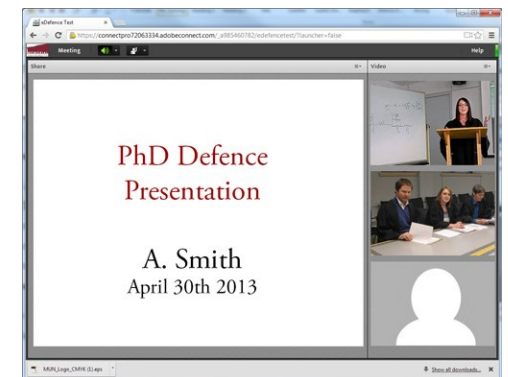 eDefence Test
https://connectpro72063334.adobeconnect.com/_a985460782/edefencetest/?launcher=false
Meeting
Help
Share
Video
PhD Defence
Presentation
A. Smith
April 30th 2013
MUN_Logo_CMYK (1).eps
Show all downloads...